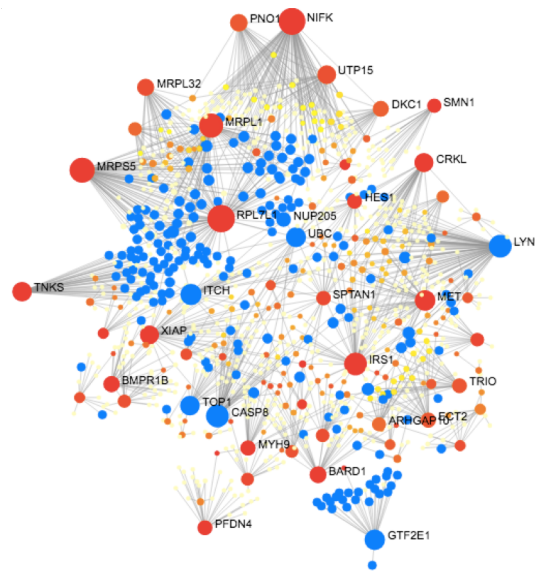 PNO1
NIFK
UTP15
MRPL32
DKC1
SMN1
MRPL1
MRPS5
CRKL
HES1
RPL7L1
NUP205
UBC
LYN
TNKS
ITCH
SPTAN1
MET
XIAP
IRS1
BMPR1B
TRIO
TOP1
CASP8
ARHGAP10
ECT2
MYH9
BARD1
PFDN4
GTF2E1